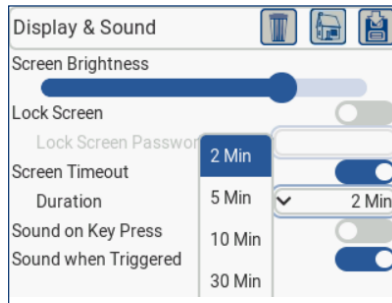 Display & Sound
Screen Brightness
Lock Screen
Lock Screen Passwor
2 Min
Screen Timeout
5 Min
Duration
2 Min
10 Min
Sound on Key Press
Sound when Triggered
30 Min